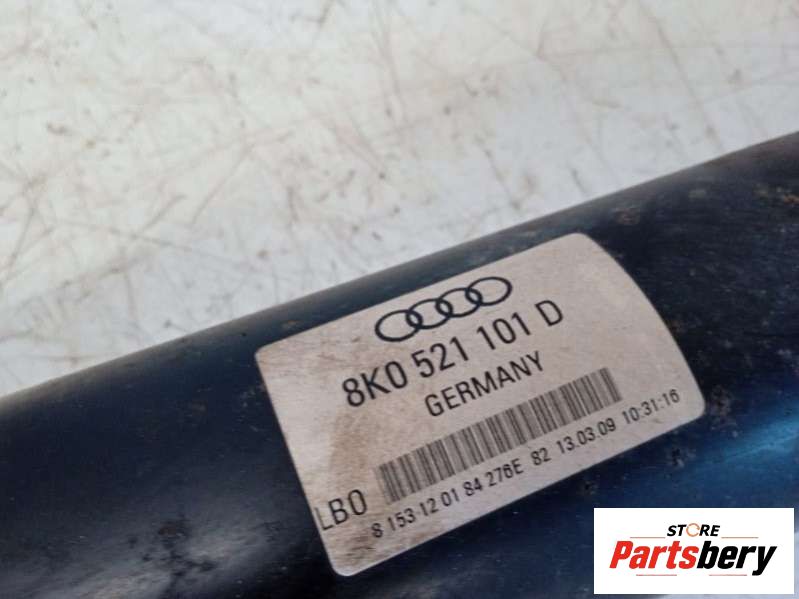 8K0 521 101 D
GERMANY
LB0
8 153 12 01 84 276E 82 13.03.09 10:31:16
STORE
Partsbery